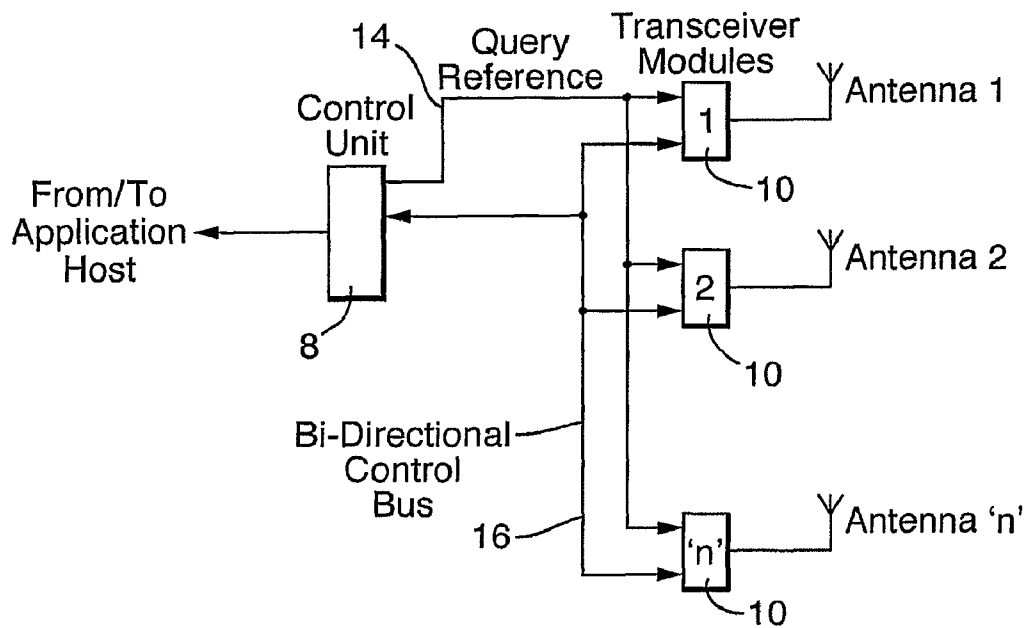 14
Query
Reference
Transceiver
Modules
Antenna 1
Control
Unit
1
10
From/To
Application
Host
8
Antenna 2
2
10
Bi-Directional
Control
Bus
16
Antenna ‘n’
‘n’
10